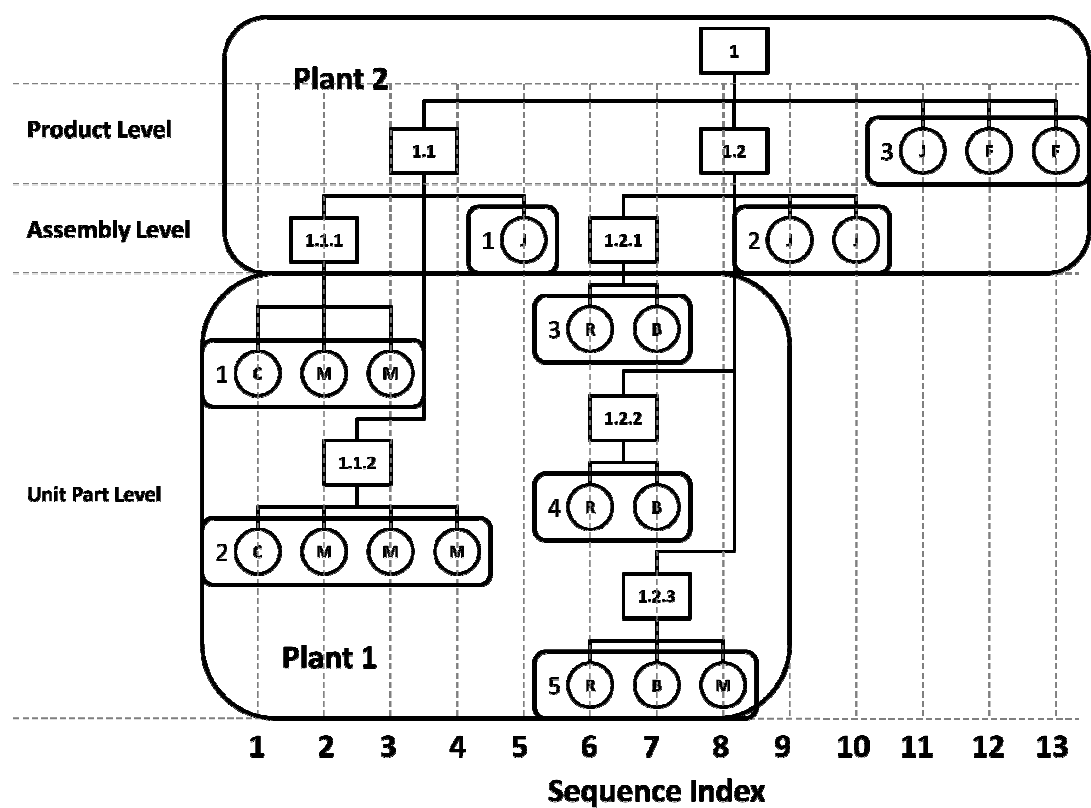 1
Plant 2
Product Level
1.1
1.2
3 J F F
Assembly Level
1.1.1
1 J
1.2.1
2 J J
3 R B
1 C M M
1.2.2
1.1.2
Unit Part Level
4 R B
2 C M M M
1.2.3
Plant 1
5 R B M
1 2 3 4 5 6 7 8 9 10 11 12 13
Sequence Index